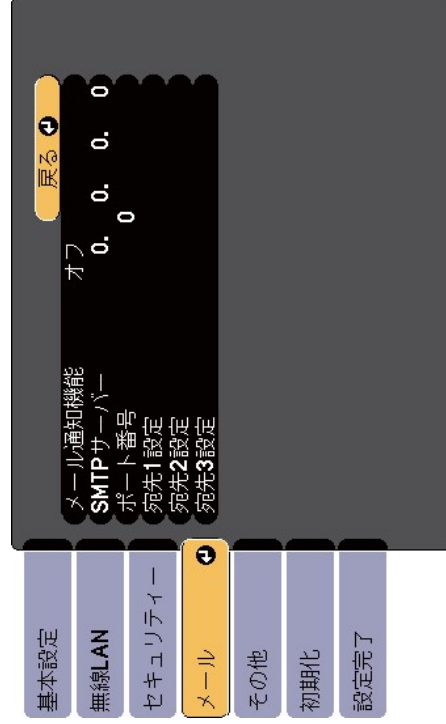 基本設定
無線LAN
セキュリティー
メール
その他
初期化
設定完了
戻る
メール通知機能 オフ
SMTPサーバー 0. 0. 0. 0
ポート番号 0
宛先1設定
宛先2設定
宛先3設定